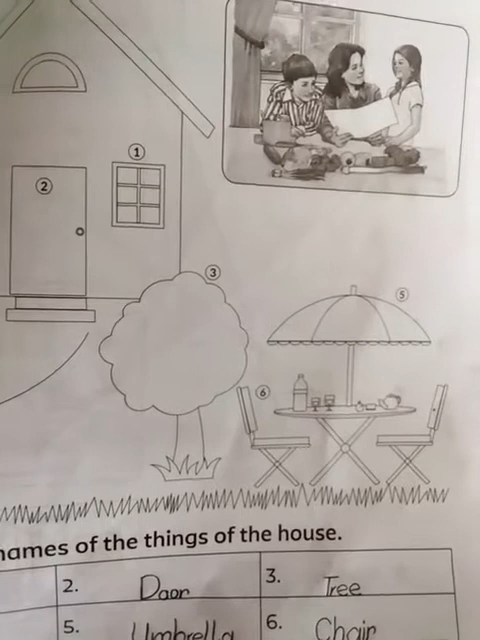 1
2
3
5
6
names of the things of the house.
2. Door 3. Tree
5. Umbrella 6. Chair